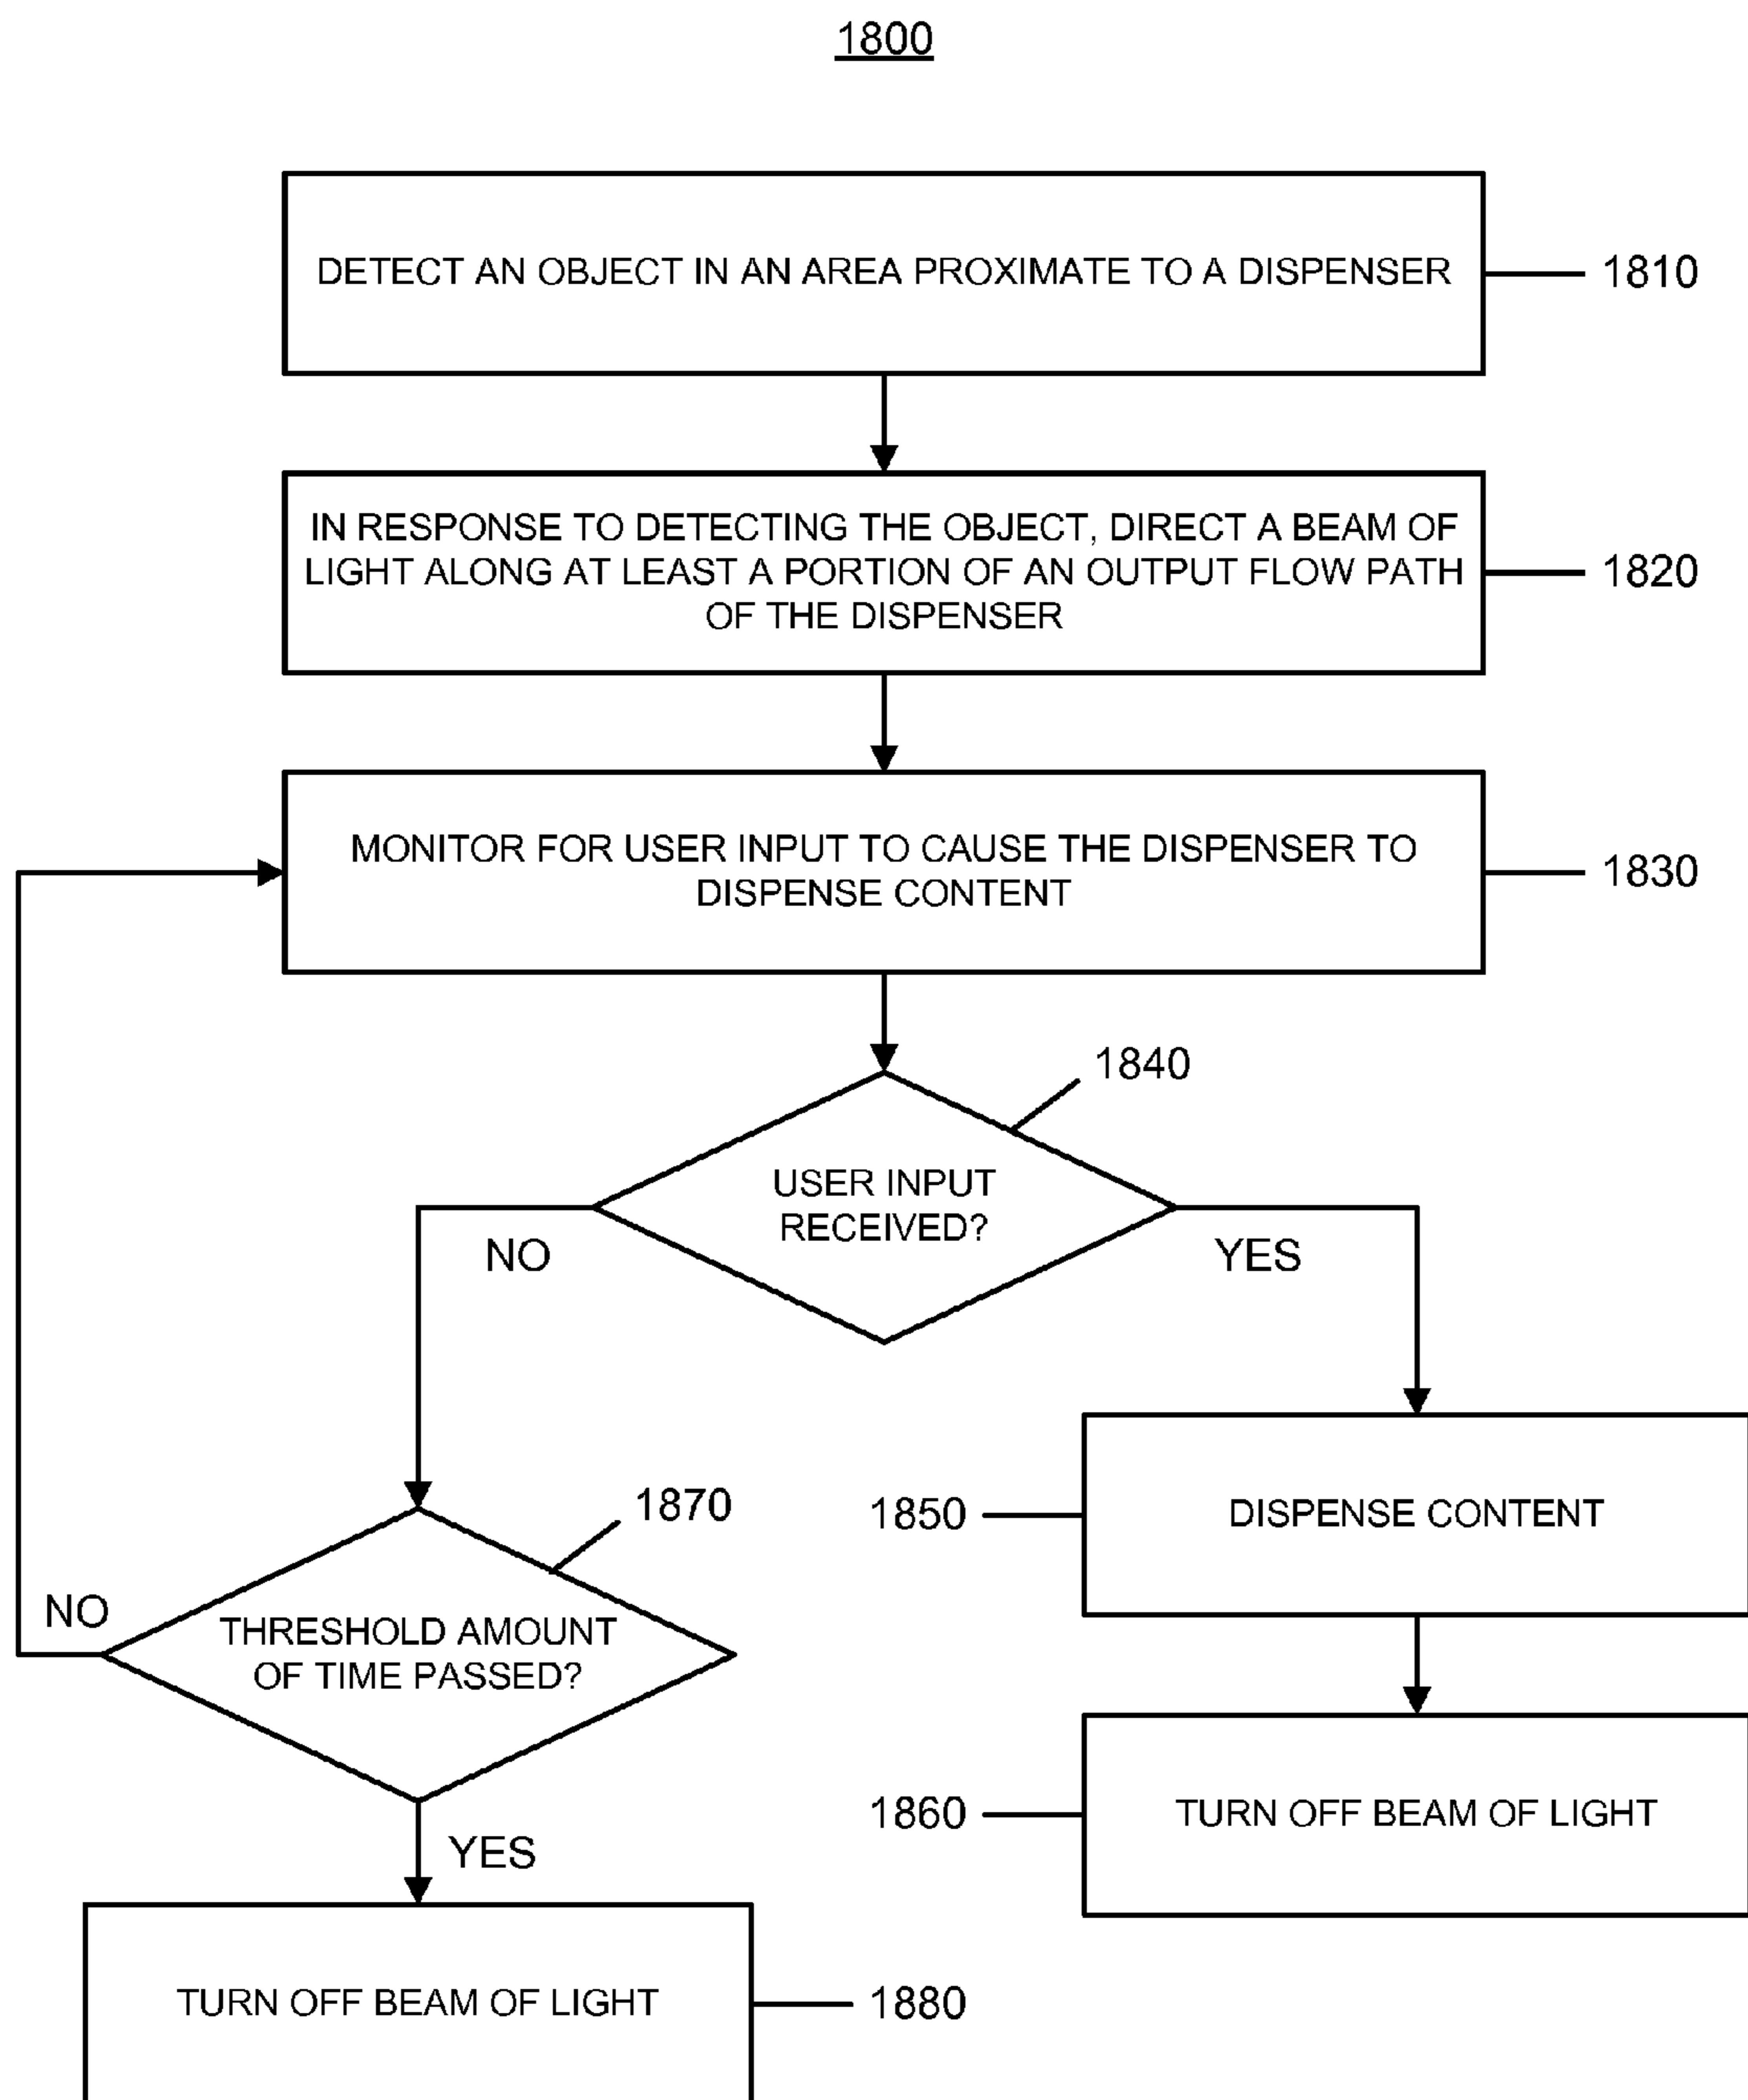 1800
DETECT AN OBJECT IN AN AREA PROXIMATE TO A DISPENSER
1810
IN RESPONSE TO DETECTING THE OBJECT, DIRECT A BEAM OF
LIGHT ALONG AT LEAST A PORTION OF AN OUTPUT FLOW PATH
OF THE DISPENSER
1820
MONITOR FOR USER INPUT TO CAUSE THE DISPENSER TO
DISPENSE CONTENT
1830
1840
USER INPUT
RECEIVED?
NO
YES
1850
DISPENSE CONTENT
1870
THRESHOLD AMOUNT
OF TIME PASSED?
NO
YES
1860
TURN OFF BEAM OF LIGHT
TURN OFF BEAM OF LIGHT
1880